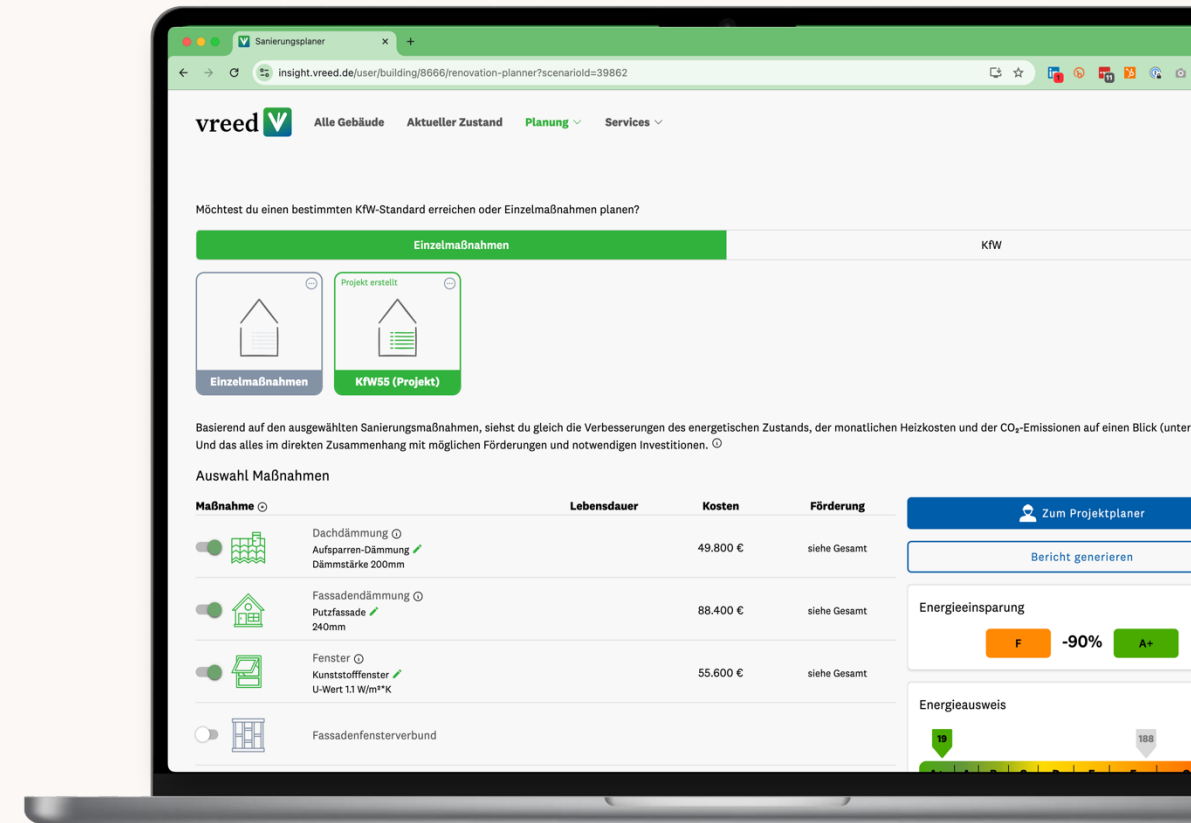 Sanierungsplaner
insight.vreed.de/user/building/8666/renovation-planner?scenarioId=39862
vreed
Alle Gebäude Aktueller Zustand Planung Services
Möchtest du einen bestimmten KfW-Standard erreichen oder Einzelmaßnahmen planen?
Einzelmaßnahmen KfW
Projekt erstellt
Einzelmaßnahmen KfW55 (Projekt)
Basierend auf den ausgewählten Sanierungsmaßnahmen, siehst du gleich die Verbesserungen des energetischen Zustands, der monatlichen Heizkosten und der CO₂-Emissionen auf einen Blick (unter
Und das alles im direkten Zusammenhang mit möglichen Förderungen und notwendigen Investitionen.
Auswahl Maßnahmen
Maßnahme Lebensdauer Kosten Förderung
Dachdämmung
Aufsparren-Dämmung 49.800 € siehe Gesamt
Dämmstärke 200mm
Fassadendämmung
Putzfassade 88.400 € siehe Gesamt
240mm
Fenster
Kunststofffenster 55.600 € siehe Gesamt
U-Wert 1.1 W/m²*K
Fassadenfensterverbund
Zum Projektplaner
Bericht generieren
Energieeinsparung
F -90% A+
Energieausweis
19 188